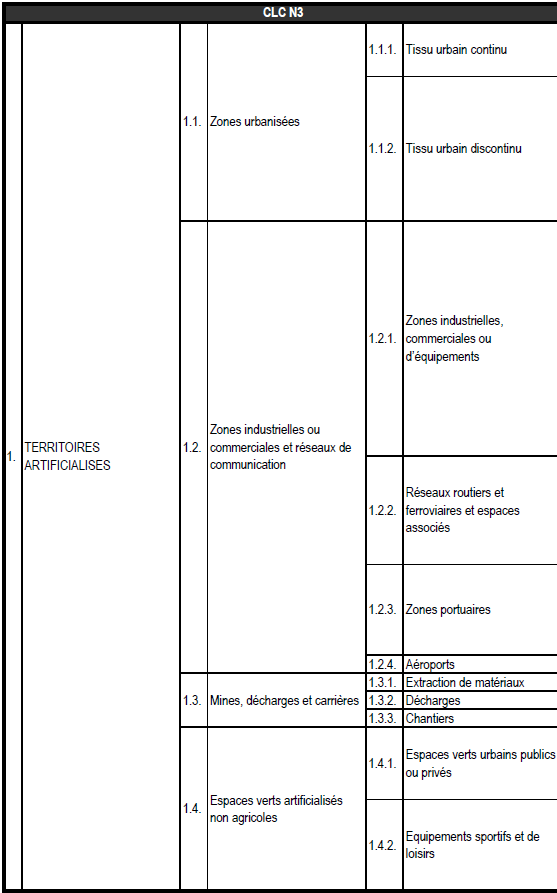 CLC N3
1.
TERRITOIRES
ARTIFICIALISES
1.1.
Zones urbanisées
1.1.1.
Tissu urbain continu
1.1.2.
Tissu urbain discontinu
1.2.
Zones industrielles ou
commerciales et réseaux de
communication
1.2.1.
Zones industrielles,
commerciales ou
d'équipements
1.2.2.
Réseaux routiers et
ferroviaires et espaces
associés
1.2.3.
Zones portuaires
1.2.4.
Aéroports
1.3.
Mines, décharges et carrières
1.3.1.
Extraction de matériaux
1.3.2.
Décharges
1.3.3.
Chantiers
1.4.
Espaces verts artificialisés
non agricoles
1.4.1.
Espaces verts urbains publics
ou privés
1.4.2.
Equipements sportifs et de
loisirs